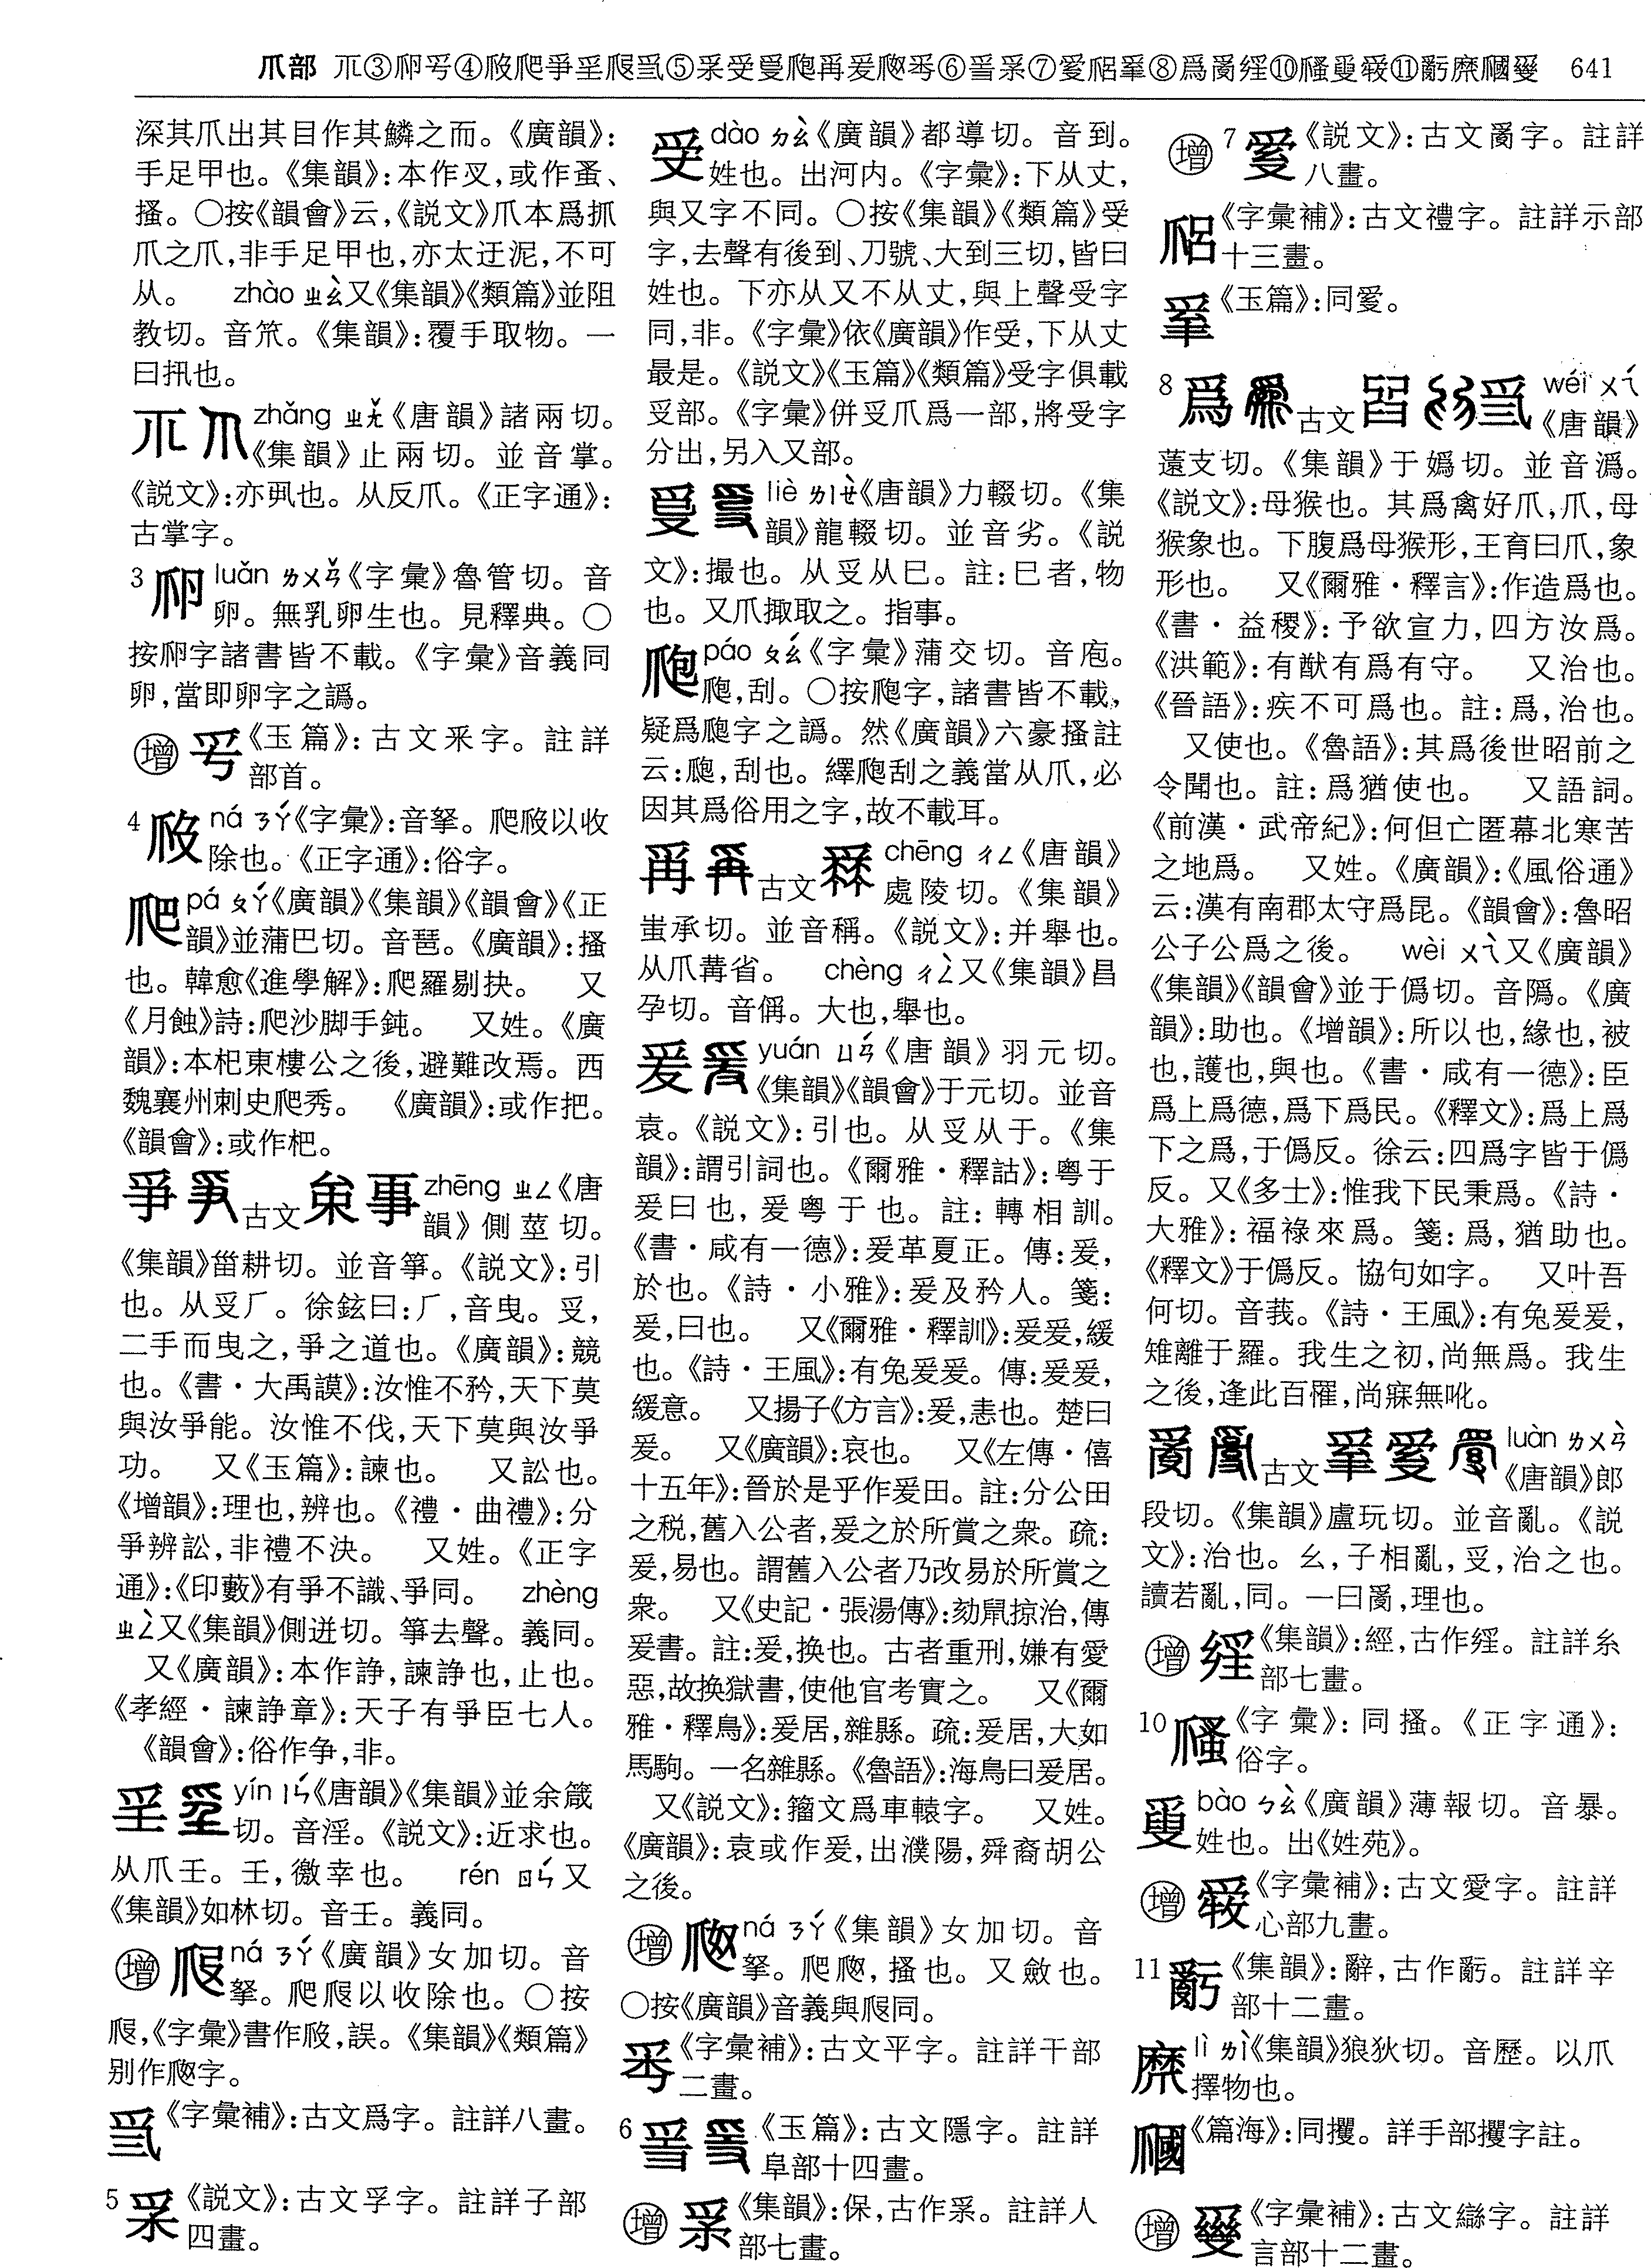 爪部 爪③𤓽④爬爭⑤受爯爰⑥⑦⑧爲𤔔⑩⑪ 641
深其爪出其目作其鱗之而。《廣韻》：
手足甲也。《集韻》：本作叉，或作蚤、
搔。〇按《韻會》云，《説文》爪本爲抓
爪之爪，非手足甲也，亦太迂泥，不可
从。 zhào ㄓㄠˋ又《集韻》《類篇》並阻
教切。音笊。《集韻》：覆手取物。一
曰扟也。
zhǎng ㄓㄤˇ《唐韻》諸兩切。
《集韻》止兩切。並音掌。
《説文》：亦丮也。从反爪。《正字通》：
古掌字。
3 luǎn ㄌㄨㄢˇ《字彙》魯管切。音
卵。無乳卵生也。見釋典。〇
按字諸書皆不載。《字彙》音義同
卵，當即卵字之譌。
增 《玉篇》：古文釆字。註詳
部首。
4 ná ㄋㄚˊ《字彙》：音拏。爬以收
除也。《正字通》：俗字。
爬 pá ㄆㄚˊ《廣韻》《集韻》《韻會》《正
韻》並蒲巴切。音琶。《廣韻》：搔
也。韓愈《進學解》：爬羅剔抉。 又
《月蝕》詩：爬沙脚手鈍。 又姓。《廣
韻》：本杞東樓公之後，避難改焉。西
魏襄州刺史爬秀。 《廣韻》：或作把。
《韻會》：或作杷。
爭 古文 zhēng ㄓㄥ《唐
韻》側莖切。
《集韻》甾耕切。並音箏。《説文》：引
也。从𠬪厂。徐鉉曰：厂，音曳。𠬪，
二手而曳之，爭之道也。《廣韻》：競
也。《書・大禹謨》：汝惟不矜，天下莫
與汝爭能。汝惟不伐，天下莫與汝爭
功。 又《玉篇》：諫也。 又訟也。
《增韻》：理也，辨也。《禮・曲禮》：分
爭辨訟，非禮不決。 又姓。《正字
通》：《印藪》有爭不識、爭同。 zhèng
ㄓㄥˋ又《集韻》側迸切。箏去聲。義同。
又《廣韻》：本作諍，諫諍也，止也。
《孝經・諫諍章》：天子有爭臣七人。
《韻會》：俗作争，非。
㸒 yín ㄧㄣˊ《唐韻》《集韻》並余箴
切。音淫。《説文》：近求也。
从爪壬。壬，徼幸也。 rén ㄖㄣˊ又
《集韻》如林切。音壬。義同。
增 ná ㄋㄚˊ《廣韻》女加切。音
拏。爬以收除也。〇按
，《字彙》書作，誤。《集韻》《類篇》
别作字。
《字彙補》：古文爲字。註詳八畫。
5 《説文》：古文孚字。註詳子部
四畫。
dào ㄉㄠˋ《廣韻》都導切。音到。
姓也。出河内。《字彙》：下从丈，
與又字不同。〇按《集韻》《類篇》受
字，去聲有後到、刀號、大到三切，皆曰
姓也。下亦从又不从丈，與上聲受字
同，非。《字彙》依《廣韻》作，下从丈
最是。《説文》《玉篇》《類篇》受字俱載
𠬪部。《字彙》併𠬪爪爲一部，將受字
分出，另入又部。
liè ㄌㄧㄝˋ《唐韻》力輟切。《集
韻》龍輟切。並音劣。《説
文》：撮也。从𠬪从巳。註：巳者，物
也。又爪掫取之。指事。
páo ㄆㄠˊ《字彙》蒲交切。音庖。
，刮。〇按字，諸書皆不載，
疑爲字之譌。然《廣韻》六豪搔註
云：，刮也。繹爬刮之義當从爪，必
因其爲俗用之字，故不載耳。
爯 古文 chēng ㄔㄥ《唐韻》
處陵切。《集韻》
蚩承切。並音稱。《説文》：并舉也。
从爪冓省。 chèng ㄔㄥˋ又《集韻》昌
孕切。音偁。大也，舉也。
爰 yuán ㄩㄢˊ《唐韻》羽元切。
《集韻》《韻會》于元切。並音
袁。《説文》：引也。从𠬪从于。《集
韻》：謂引詞也。《爾雅・釋詁》：粤于
爰曰也，爰粤于也。註：轉相訓。
《書・咸有一德》：爰革夏正。傳：爰，
於也。《詩・小雅》：爰及矜人。箋：
爰，曰也。 又《爾雅・釋訓》：爰爰，緩
也。《詩・王風》：有兔爰爰。傳：爰爰，
緩意。 又揚子《方言》：爰，恚也。楚曰
爰。 又《廣韻》：哀也。 又《左傳・僖
十五年》：晉於是乎作爰田。註：分公田
之税，舊入公者，爰之於所賞之衆。疏：
爰，易也。謂舊入公者乃改易於所賞之
衆。 又《史記・張湯傳》：劾鼠掠治，傳
爰書。註：爰，换也。古者重刑，嫌有愛
惡，故换獄書，使他官考實之。 又《爾
雅・釋鳥》：爰居，雜縣。疏：爰居，大如
馬駒。一名雜縣。《魯語》：海鳥曰爰居。
又《説文》：籀文爲車轅字。 又姓。
《廣韻》：袁或作爰，出濮陽，舜裔胡公
之後。
增 ná ㄋㄚˊ《集韻》女加切。音
拏。爬，搔也。又斂也。
〇按《廣韻》音義與同。
《字彙補》：古文平字。註詳干部
二畫。
6 《玉篇》：古文隱字。註詳
阜部十四畫。
增 《集韻》：保，古作。註詳人
部七畫。
增 7 《説文》：古文𤔔字。註詳
八畫。
《字彙補》：古文禮字。註詳示部
十三畫。
《玉篇》：同愛。
8 爲 古文 wéi ㄨㄟˊ
《唐韻》
薳支切。《集韻》于嬀切。並音潙。
《説文》：母猴也。其爲禽好爪，爪，母
猴象也。下腹爲母猴形，王育曰爪，象
形也。 又《爾雅・釋言》：作造爲也。
《書・益稷》：予欲宣力，四方汝爲。
《洪範》：有猷有爲有守。 又治也。
《晉語》：疾不可爲也。註：爲，治也。
又使也。《魯語》：其爲後世昭前之
令聞也。註：爲猶使也。 又語詞。
《前漢・武帝紀》：何但亡匿幕北寒苦
之地爲。 又姓。《廣韻》：《風俗通》
云：漢有南郡太守爲昆。《韻會》：魯昭
公子公爲之後。 wèi ㄨㄟˋ又《廣韻》
《集韻》《韻會》並于僞切。音䧦。《廣
韻》：助也。《增韻》：所以也，緣也，被
也，護也，與也。《書・咸有一德》：臣
爲上爲德，爲下爲民。《釋文》：爲上爲
下之爲，于僞反。徐云：四爲字皆于僞
反。又《多士》：惟我下民秉爲。《詩・
大雅》：福祿來爲。箋：爲，猶助也。
《釋文》于僞反。協句如字。 又叶吾
何切。音莪。《詩・王風》：有兔爰爰，
雉離于羅。我生之初，尚無爲。我生
之後，逢此百罹，尚寐無吪。
𤔔 古文 luàn ㄌㄨㄢˋ
《唐韻》郎
段切。《集韻》盧玩切。並音亂。《説
文》：治也。幺，子相亂，𠬪，治之也。
讀若亂，同。一曰𤔔，理也。
增 《集韻》：經，古作。註詳糸
部七畫。
10 《字彙》：同搔。《正字通》：
俗字。
bào ㄅㄠˋ《廣韻》薄報切。音暴。
姓也。出《姓苑》。
增 《字彙補》：古文愛字。註詳
心部九畫。
11 《集韻》：辭，古作。註詳辛
部十二畫。
lì ㄌㄧˋ《集韻》狼狄切。音歷。以爪
擇物也。
《篇海》：同攫。詳手部攫字註。
增 《字彙補》：古文䜌字。註詳
言部十二畫。